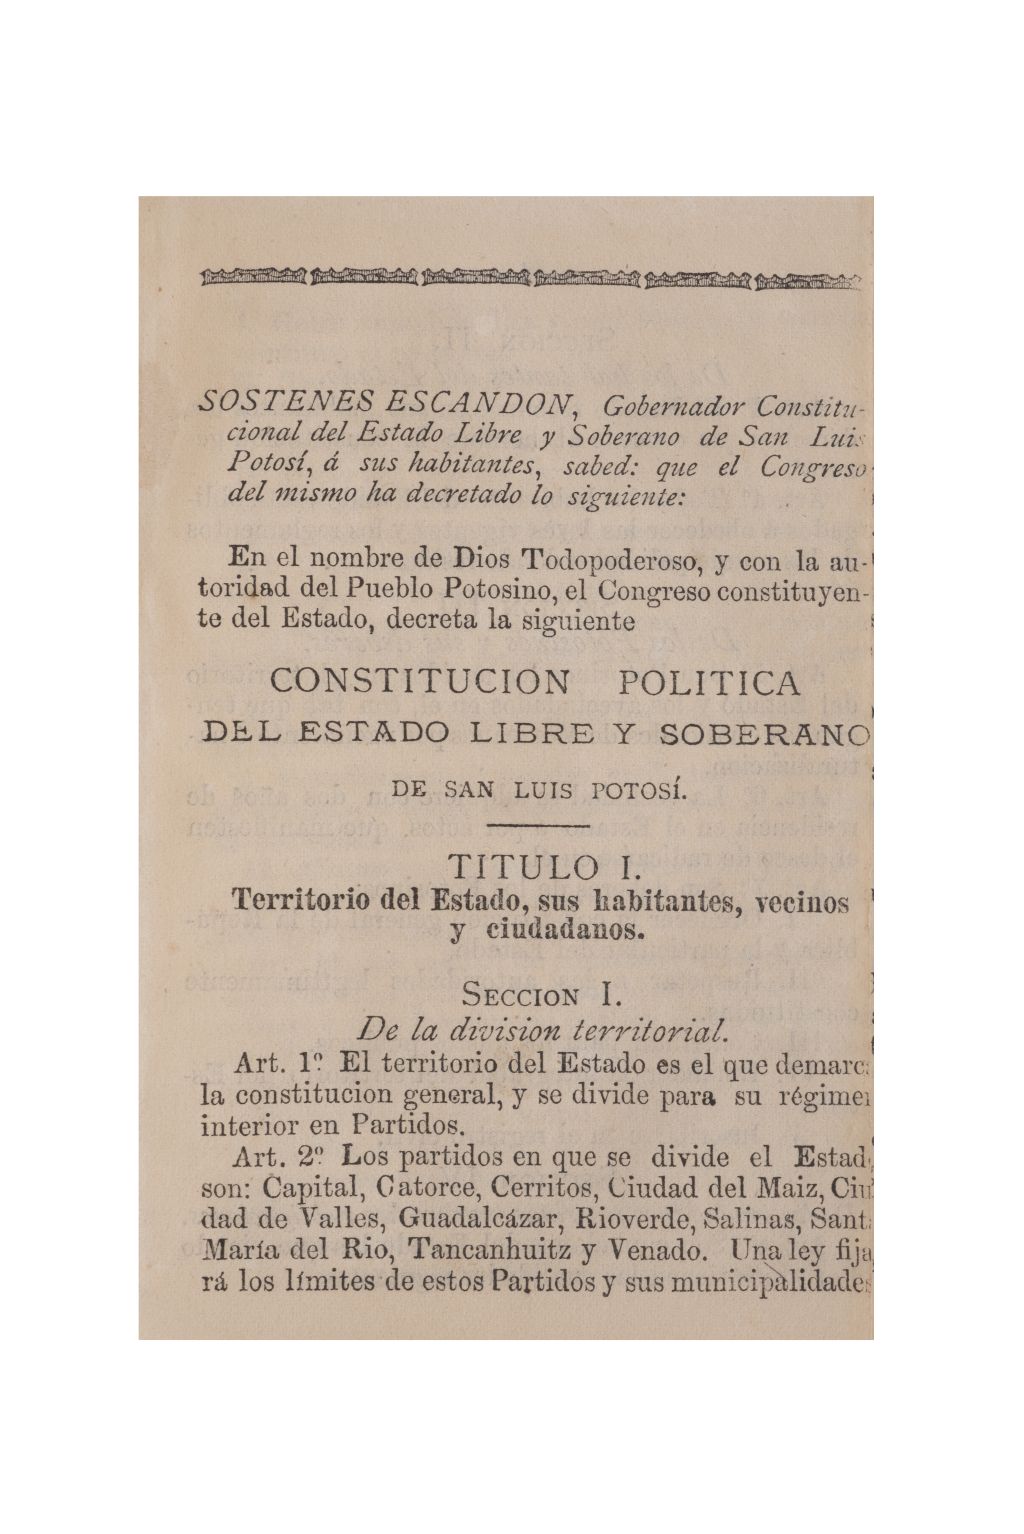 SOSTENES ESCANDON, Gobernador Constitu-
cional del Estado Libre y Soberano de San Luis
Potosí, á sus habitantes, sabed: que el Congreso
del mismo ha decretado lo siguiente:
En el nombre de Dios Todopoderoso, y con la au-
toridad del Pueblo Potosino, el Congreso constituyen-
te del Estado, decreta la siguiente
CONSTITUCION POLITICA
DEL ESTADO LIBRE Y SOBERANO
DE SAN LUIS POTOSÍ.
TITULO I.
Territorio del Estado, sus habitantes, vecinos
y ciudadanos.
SECCION I.
De la division territorial.
Art. 1º El territorio del Estado es el que demarca
la constitucion general, y se divide para su régimen
interior en Partidos.
Art. 2º Los partidos en que se divide el Estado,
son: Capital, Catorce, Cerritos, Ciudad del Maiz, Ciu
dad de Valles, Guadalcázar, Rioverde, Salinas, Santa
María del Rio, Tancanhuitz y Venado. Una ley fija
rá los límites de estos Partidos y sus municipalidades